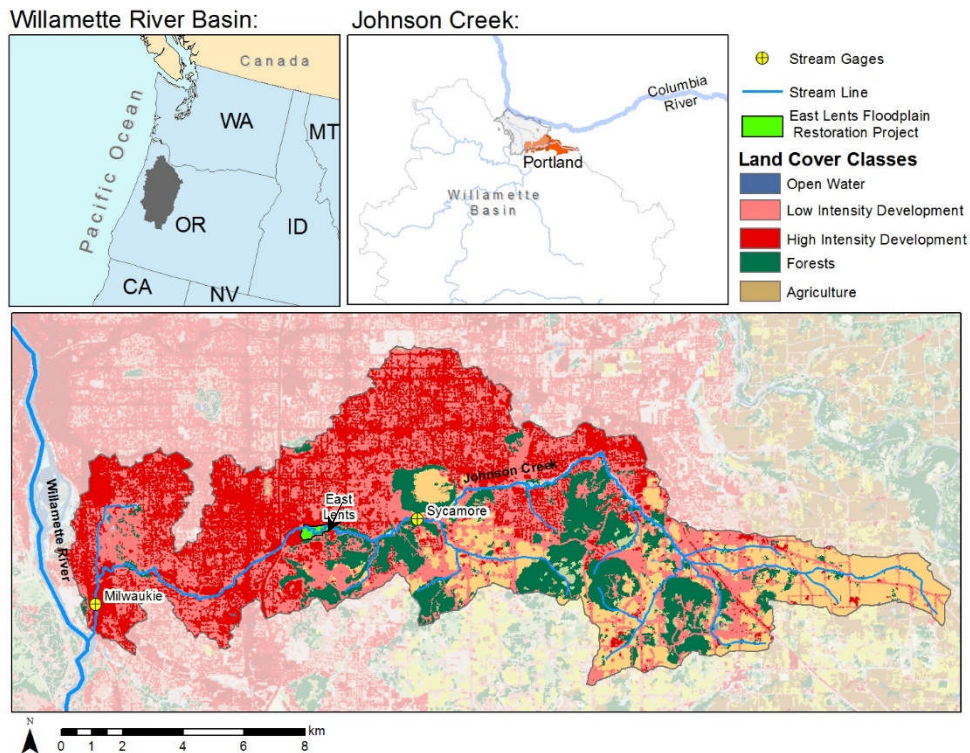 Willamette River Basin:
Canada
WA
MT
Pacific Ocean
OR
ID
CA
NV
Johnson Creek:
Columbia
River
Portland
Willamette
Basin
Stream Gages
Stream Line
East Lents Floodplain
Restoration Project
Land Cover Classes
Open Water
Low Intensity Development
High Intensity Development
Forests
Agriculture
Johnson Creek
East
Lents
Sycamore
Willamette River
Milwaukie
N
0 1 2 4 6 8
km